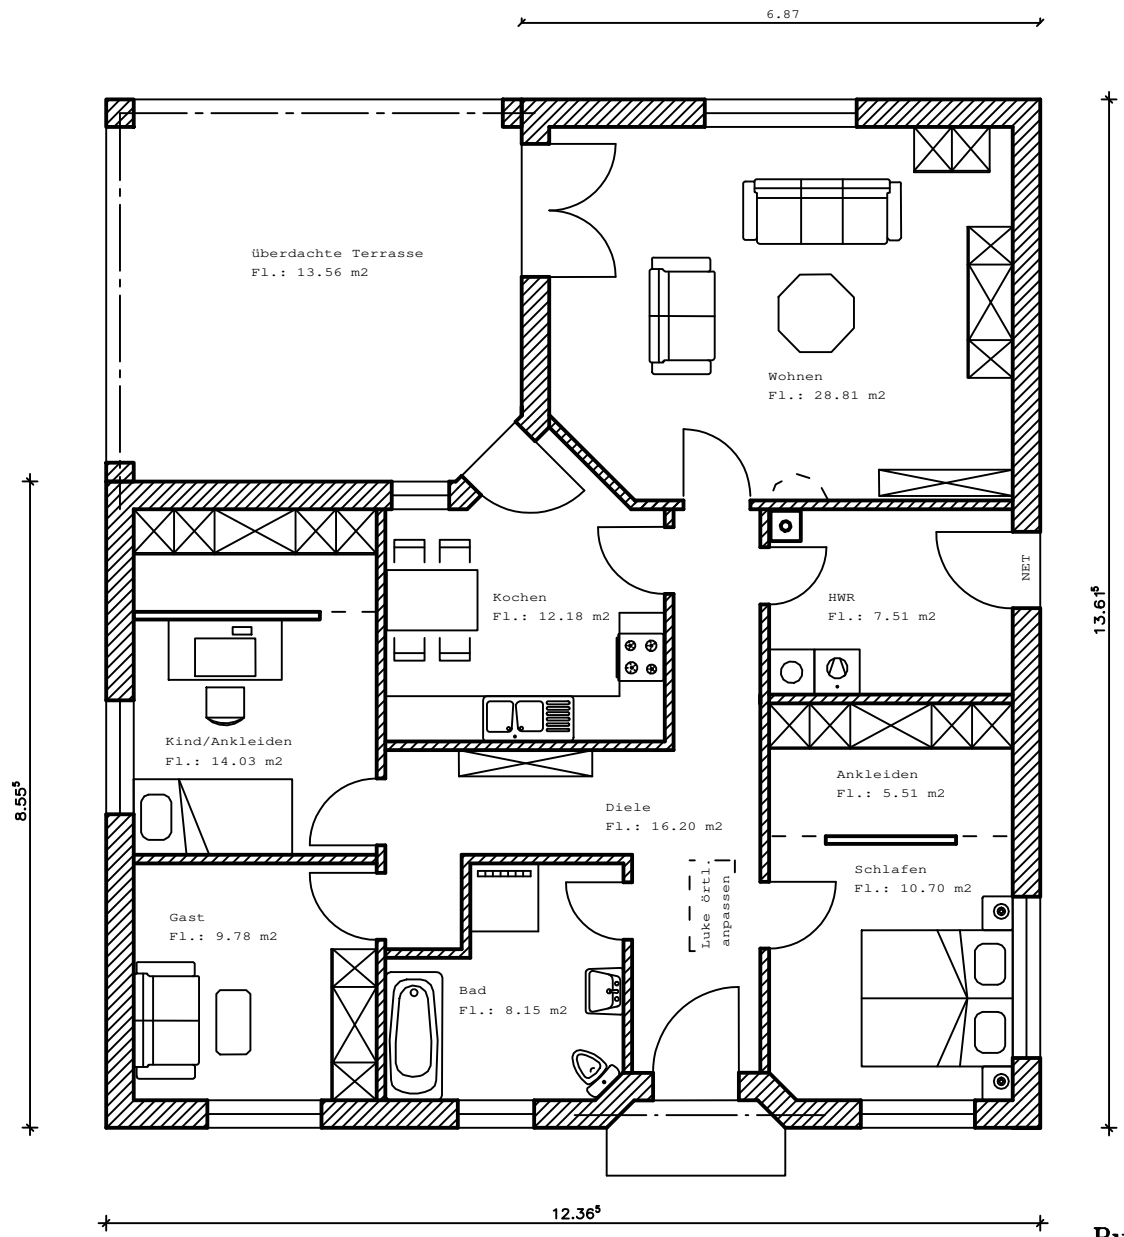 6.87
überdachte Terrasse
Fl.: 13.56 m2
Wohnen
Fl.: 28.81 m2
NET
Kochen
Fl.: 12.18 m2
HWR
Fl.: 7.51 m2
13.61⁵
Kind/Ankleiden
Fl.: 14.03 m2
8.55⁵
Ankleiden
Fl.: 5.51 m2
Diele
Fl.: 16.20 m2
Schlafen
Fl.: 10.70 m2
Luke örtl.
anpassen
Gast
Fl.: 9.78 m2
Bad
Fl.: 8.15 m2
12.36⁵